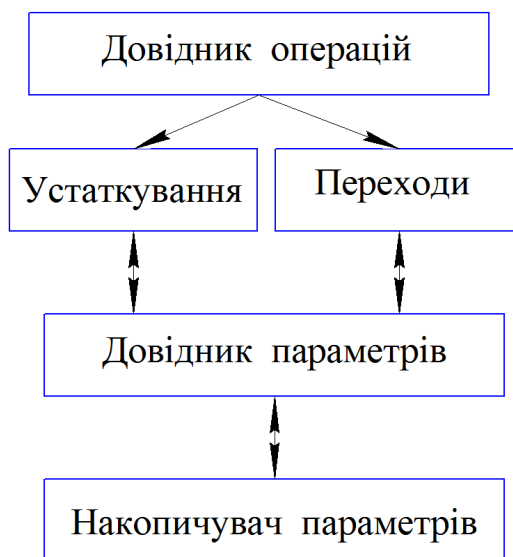 Довідник операцій
Устаткування
Переходи
Довідник параметрів
Накопичувач параметрів